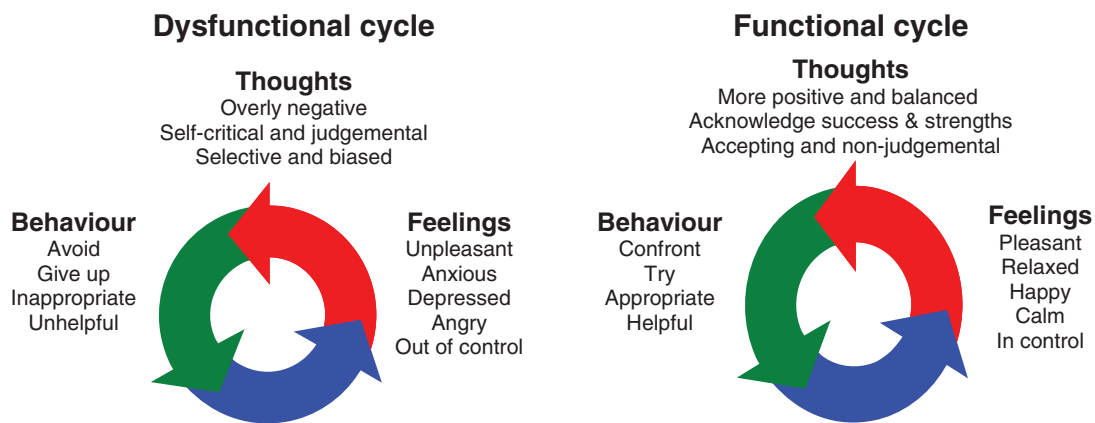 Dysfunctional cycle
Thoughts
Overly negative
Self-critical and judgemental
Selective and biased
Behaviour
Avoid
Give up
Inappropriate
Unhelpful
Feelings
Unpleasant
Anxious
Depressed
Angry
Out of control
Functional cycle
Thoughts
More positive and balanced
Acknowledge success & strengths
Accepting and non-judgemental
Behaviour
Confront
Try
Appropriate
Helpful
Feelings
Pleasant
Relaxed
Happy
Calm
In control